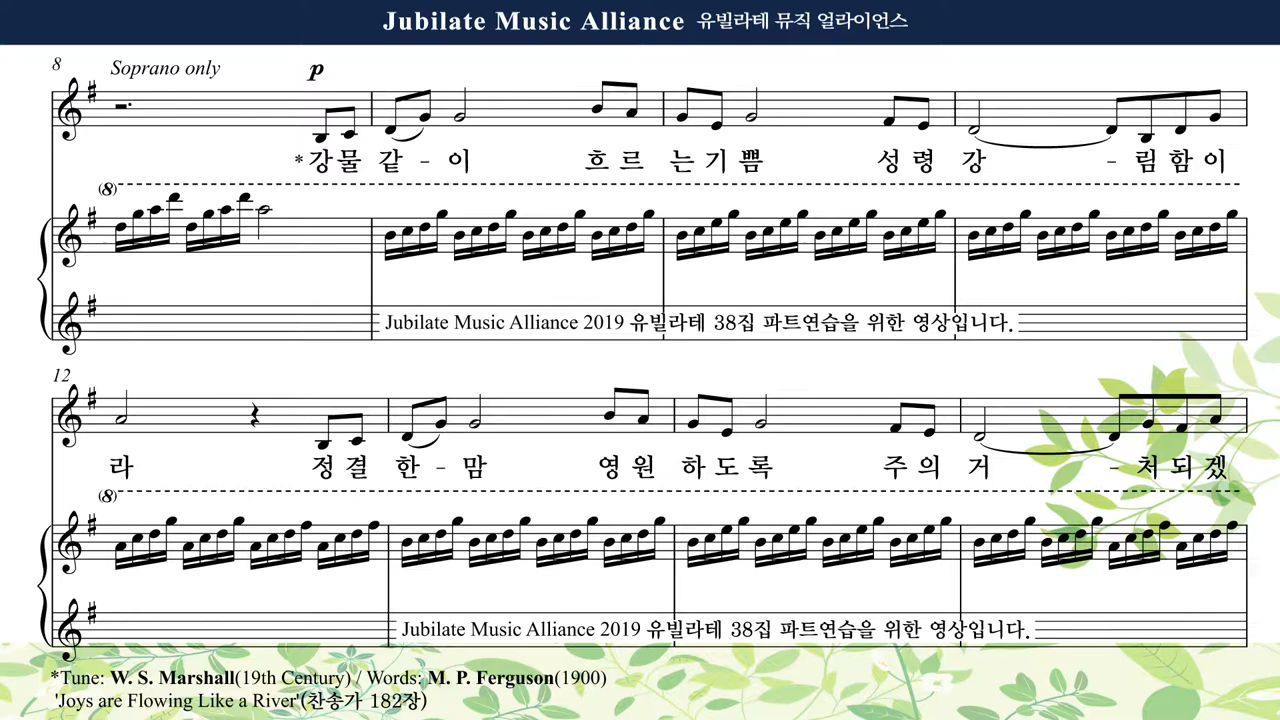 Jubilate Music Alliance 유빌라테 뮤직 얼라이언스
8 Soprano only p
*강물 같 - 이 흐르 는기 쁨 성령 강 - 림함이
(8)
Jubilate Music Alliance 2019 유빌라테 38집 파트연습을 위한 영상입니다.
12
라 정결 한 - 맘 영원 하도 록 주의 거 - 처되겠
(8)
Jubilate Music Alliance 2019 유빌라테 38집 파트연습을 위한 영상입니다.
*Tune: W. S. Marshall(19th Century) / Words: M. P. Ferguson(1900)
'Joys are Flowing Like a River'(찬송가 182장)